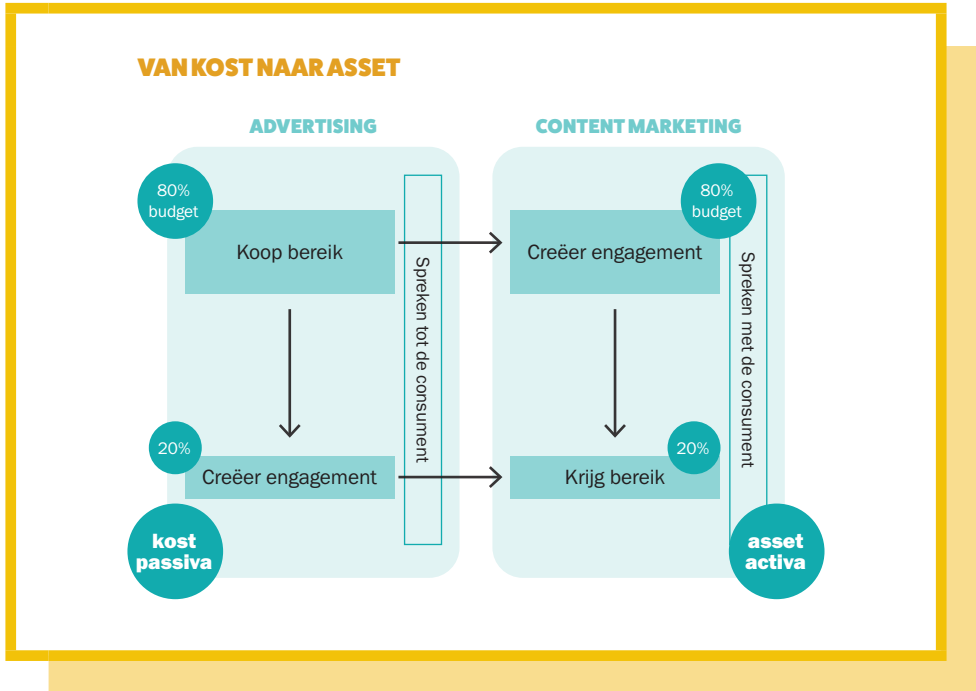 VAN KOST NAAR ASSET
ADVERTISING
80%
budget
Koop bereik
Spreken tot de consument
20%
Creëer engagement
kost
passiva
CONTENT MARKETING
80%
budget
Creëer engagement
Spreken met de consument
20%
Krijg bereik
asset
activa